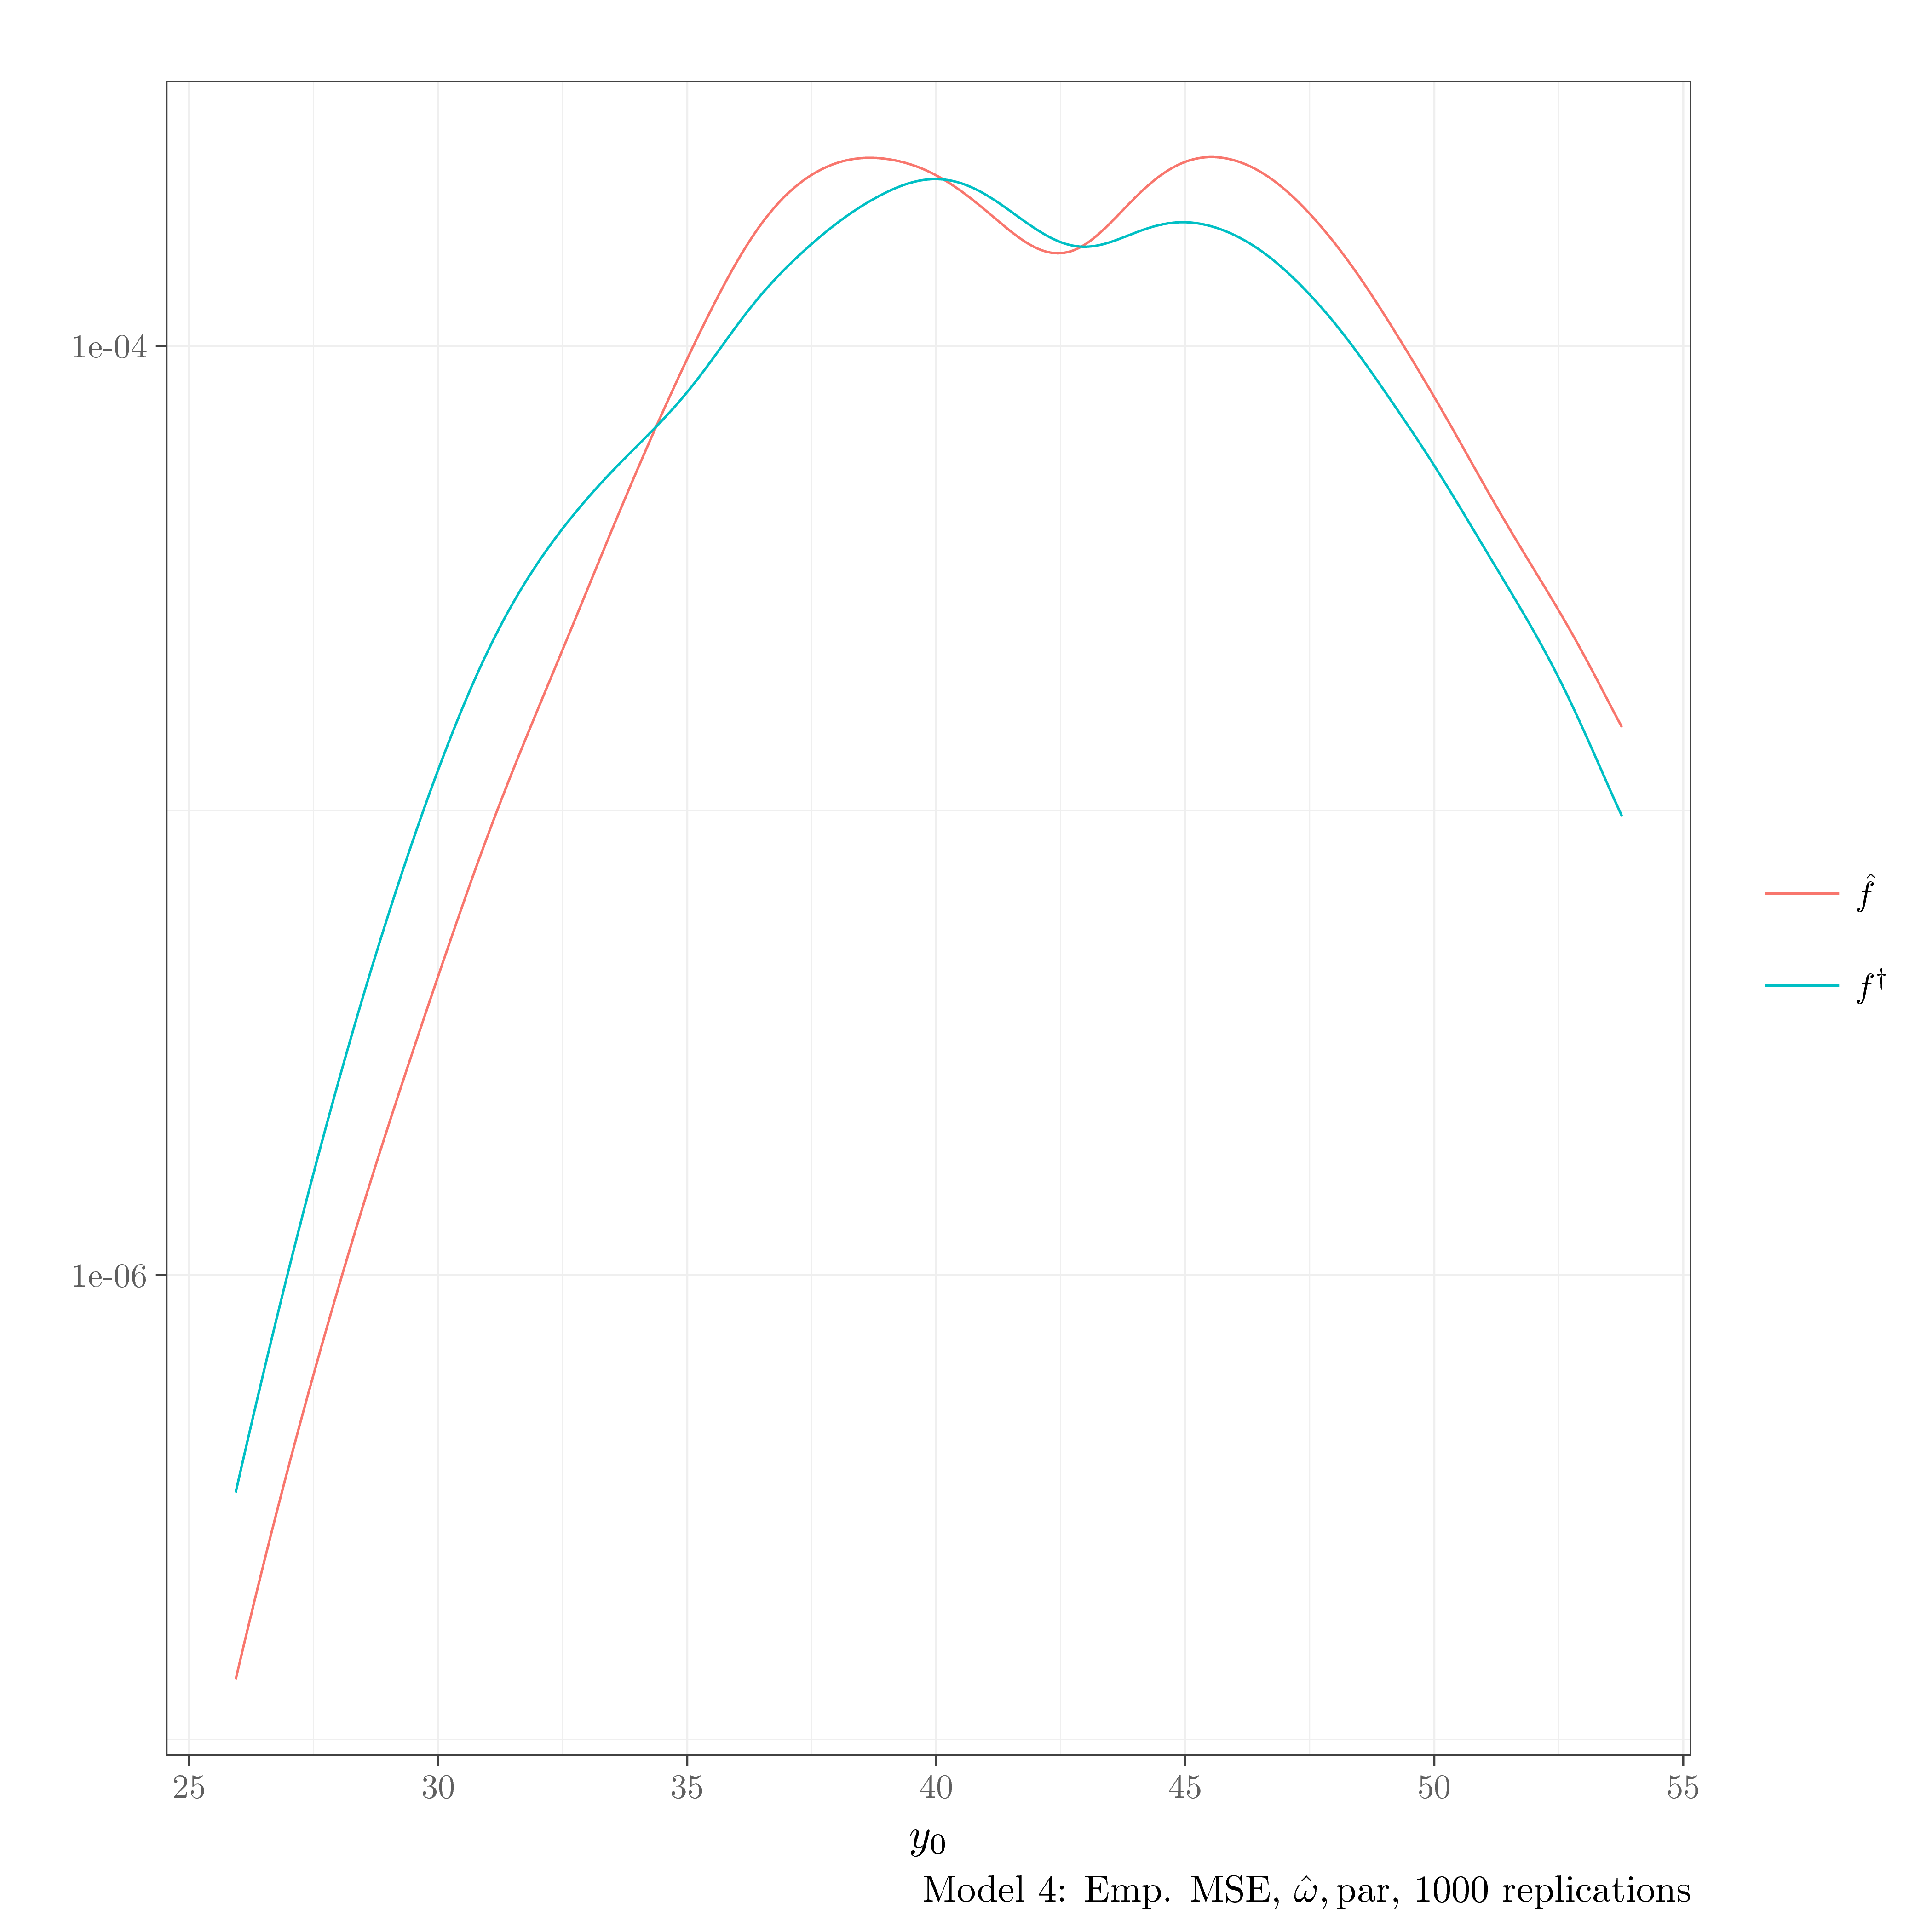 1e-04
1e-06
25 30 35 40 45 50 55
y₀
f̂
f†
Model 4: Emp. MSE, ω̂, par, 1000 replications